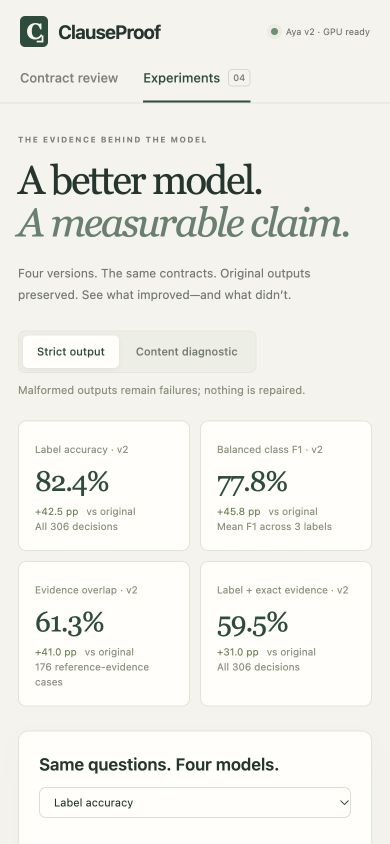 ClauseProof
Aya v2 · GPU ready
Contract review
Experiments 04
THE EVIDENCE BEHIND THE MODEL
A better model.
A measurable claim.
Four versions. The same contracts. Original outputs
preserved. See what improved—and what didn’t.
Strict output
Content diagnostic
Malformed outputs remain failures; nothing is repaired.
Label accuracy · v2
82.4%
+42.5 pp vs original
All 306 decisions
Balanced class F1 · v2
77.8%
+45.8 pp vs original
Mean F1 across 3 labels
Evidence overlap · v2
61.3%
+41.0 pp vs original
176 reference-evidence
cases
Label + exact evidence · v2
59.5%
+31.0 pp vs original
All 306 decisions
Same questions. Four models.
Label accuracy